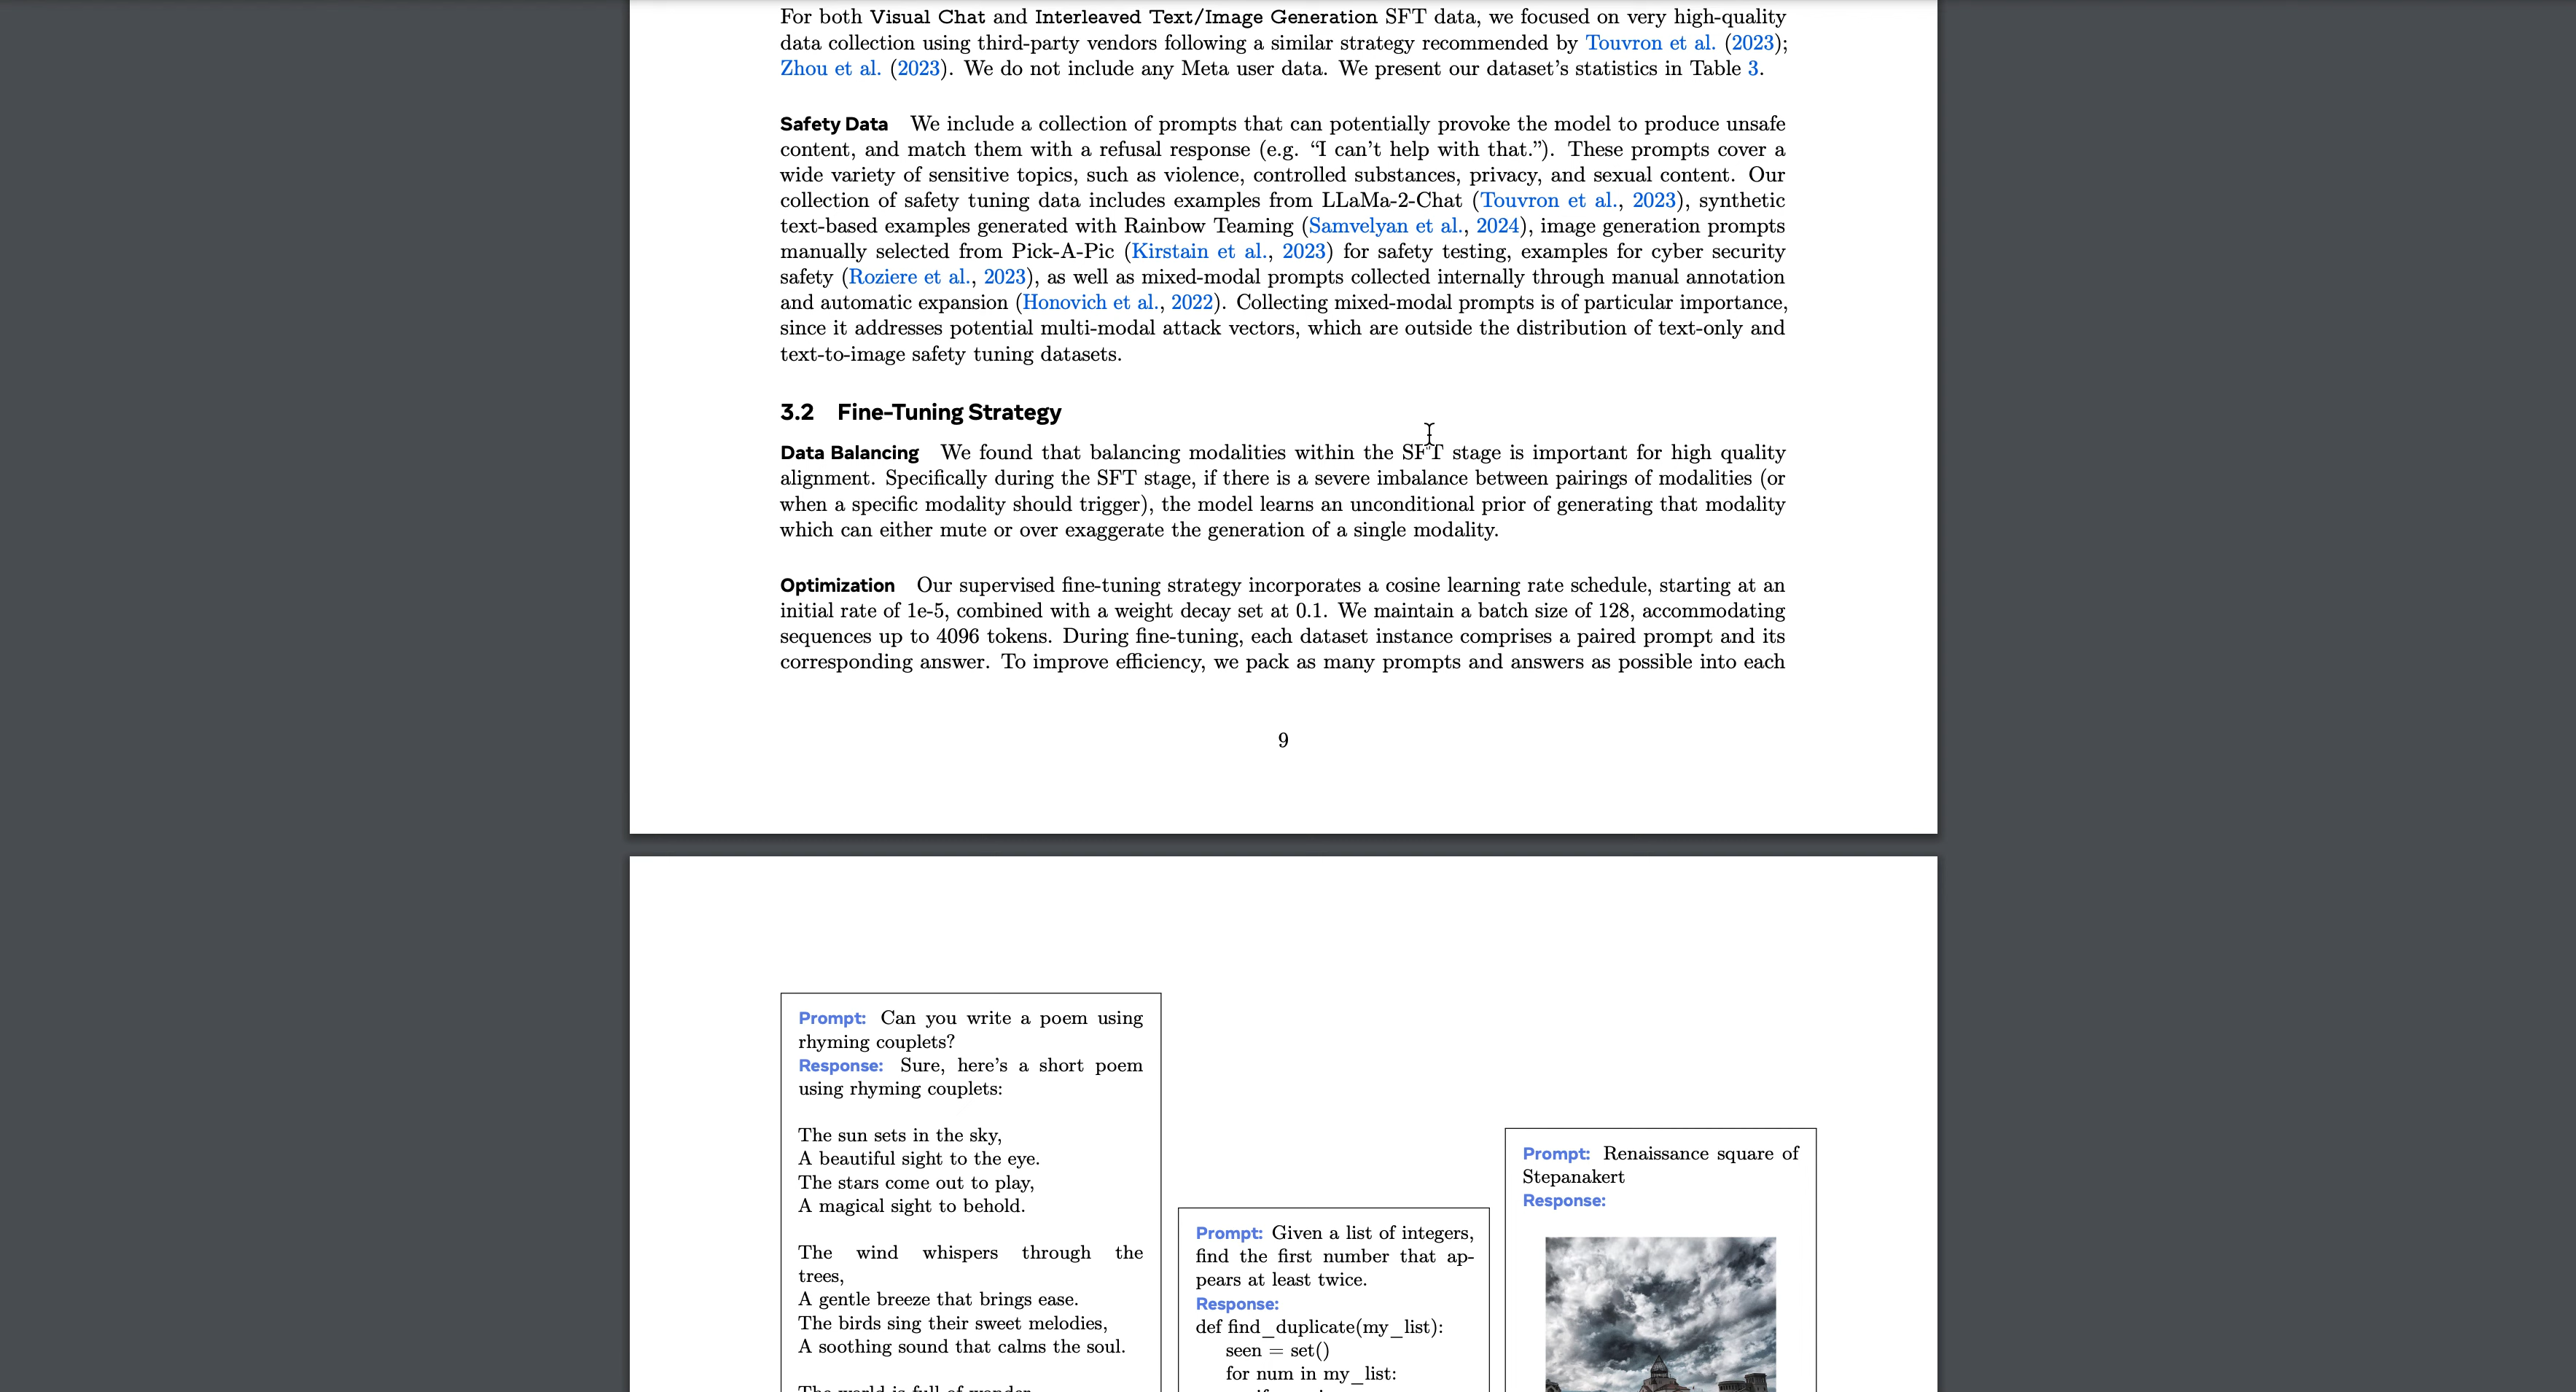 For both Visual Chat and Interleaved Text/Image Generation SFT data, we focused on very high-quality
data collection using third-party vendors following a similar strategy recommended by Touvron et al. (2023);
Zhou et al. (2023). We do not include any Meta user data. We present our dataset's statistics in Table 3.
Safety Data We include a collection of prompts that can potentially provoke the model to produce unsafe
content, and match them with a refusal response (e.g. “I can't help with that.”). These prompts cover a
wide variety of sensitive topics, such as violence, controlled substances, privacy, and sexual content. Our
collection of safety tuning data includes examples from LLaMa-2-Chat (Touvron et al., 2023), synthetic
text-based examples generated with Rainbow Teaming (Samvelyan et al., 2024), image generation prompts
manually selected from Pick-A-Pic (Kirstain et al., 2023) for safety testing, examples for cyber security
safety (Roziere et al., 2023), as well as mixed-modal prompts collected internally through manual annotation
and automatic expansion (Honovich et al., 2022). Collecting mixed-modal prompts is of particular importance,
since it addresses potential multi-modal attack vectors, which are outside the distribution of text-only and
text-to-image safety tuning datasets.
3.2 Fine-Tuning Strategy
Data Balancing We found that balancing modalities within the SFT stage is important for high quality
alignment. Specifically during the SFT stage, if there is a severe imbalance between pairings of modalities (or
when a specific modality should trigger), the model learns an unconditional prior of generating that modality
which can either mute or over exaggerate the generation of a single modality.
Optimization Our supervised fine-tuning strategy incorporates a cosine learning rate schedule, starting at an
initial rate of 1e-5, combined with a weight decay set at 0.1. We maintain a batch size of 128, accommodating
sequences up to 4096 tokens. During fine-tuning, each dataset instance comprises a paired prompt and its
corresponding answer. To improve efficiency, we pack as many prompts and answers as possible into each
9
Prompt: Can you write a poem using
rhyming couplets?
Response: Sure, here's a short poem
using rhyming couplets:
The sun sets in the sky,
A beautiful sight to the eye.
The stars come out to play,
A magical sight to behold.
The wind whispers through the
trees,
A gentle breeze that brings ease.
The birds sing their sweet melodies,
A soothing sound that calms the soul.
The world is full of wonder
Prompt: Given a list of integers,
find the first number that ap-
pears at least twice.
Response:
def find_duplicate(my_list):
seen = set()
for num in my_list:
Prompt: Renaissance square of
Stepanakert
Response: